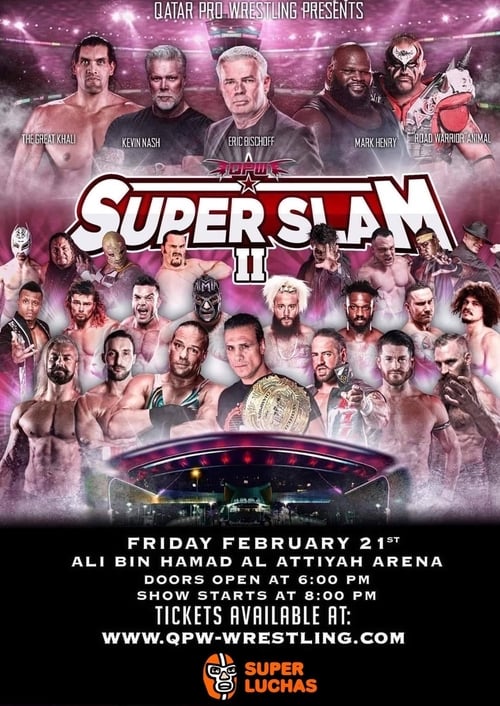 QATAR PRO WRESTLING PRESENTS
THE GREAT KHALI
KEVIN NASH
ERIC BISCHOFF
MARK HENRY
ROAD WARRIOR ANIMAL
QPW
SUPER SLAM
II
FRIDAY FEBRUARY 21ST
ALI BIN HAMAD AL ATTIYAH ARENA
DOORS OPEN AT 6:00 PM
SHOW STARTS AT 8:00 PM
TICKETS AVAILABLE AT:
WWW.QPW-WRESTLING.COM
SUPER
LUCHAS